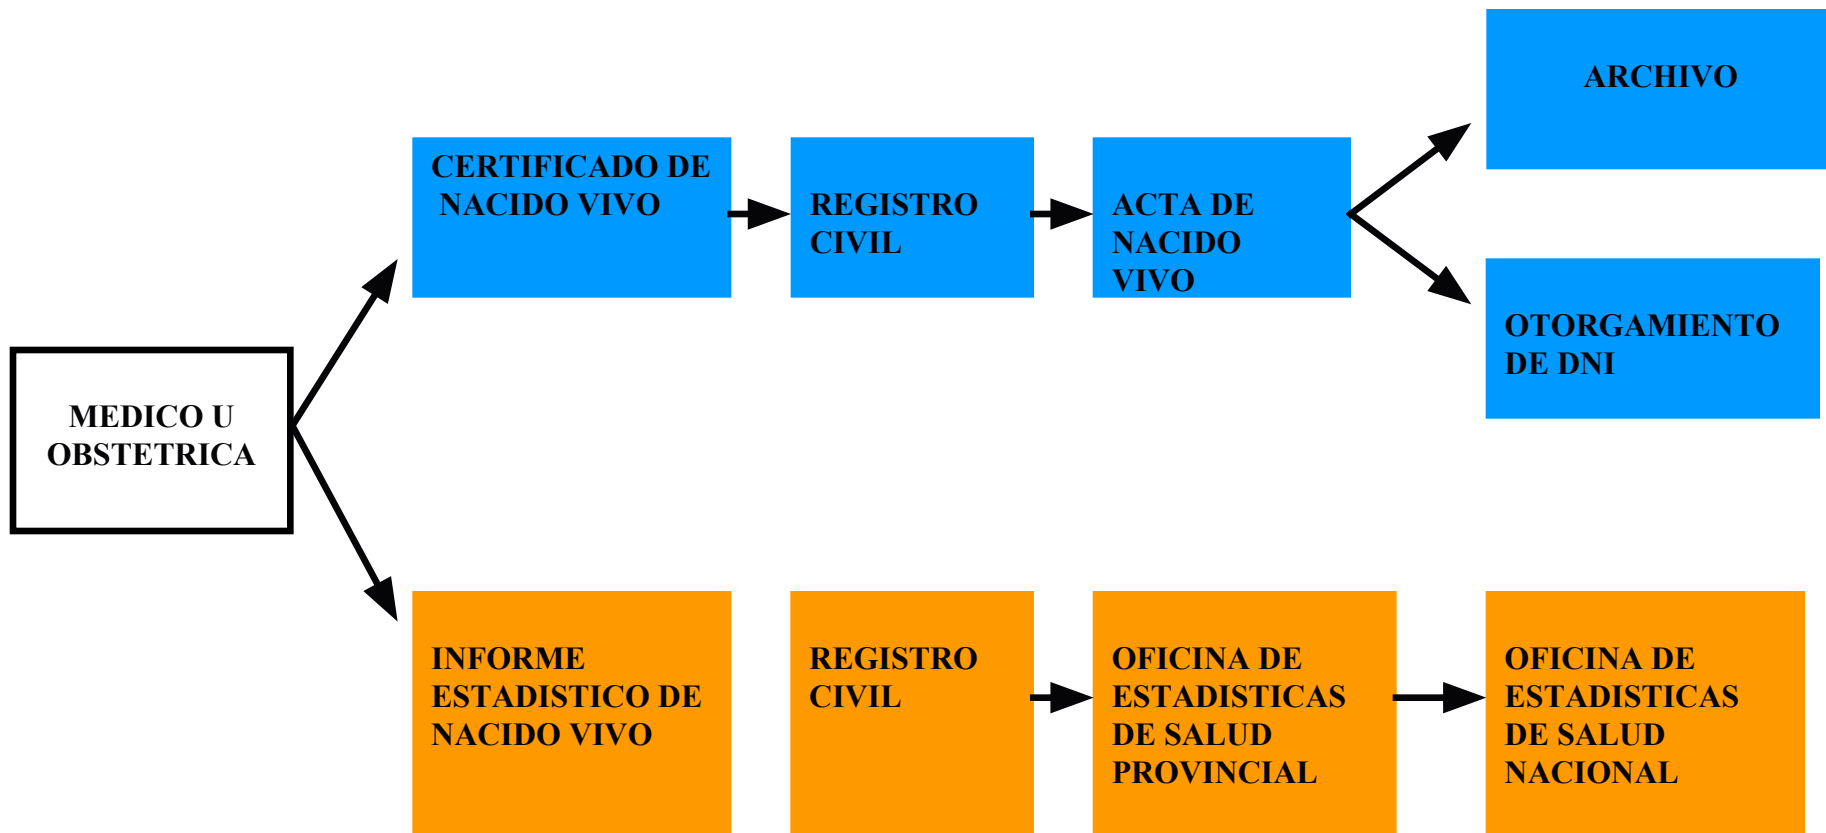 ARCHIVO
CERTIFICADO DE
NACIDO VIVO
REGISTRO
CIVIL
ACTA DE
NACIDO
VIVO
OTORGAMIENTO
DE DNI
MEDICO U
OBSTETRICA
INFORME
ESTADISTICO DE
NACIDO VIVO
REGISTRO
CIVIL
OFICINA DE
ESTADISTICAS
DE SALUD
PROVINCIAL
OFICINA DE
ESTADISTICAS
DE SALUD
NACIONAL